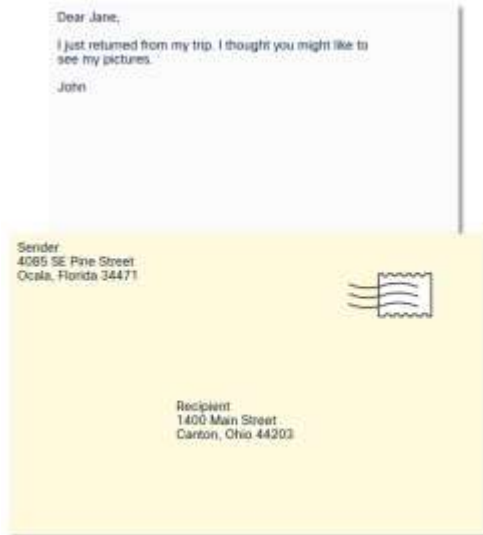 Dear Jane,
I just returned from my trip. I thought you might like to
see my pictures.
John
Sender
4085 SE Pine Street
Ocala, Florida 34471
Recipient
1400 Main Street
Canton, Ohio 44203